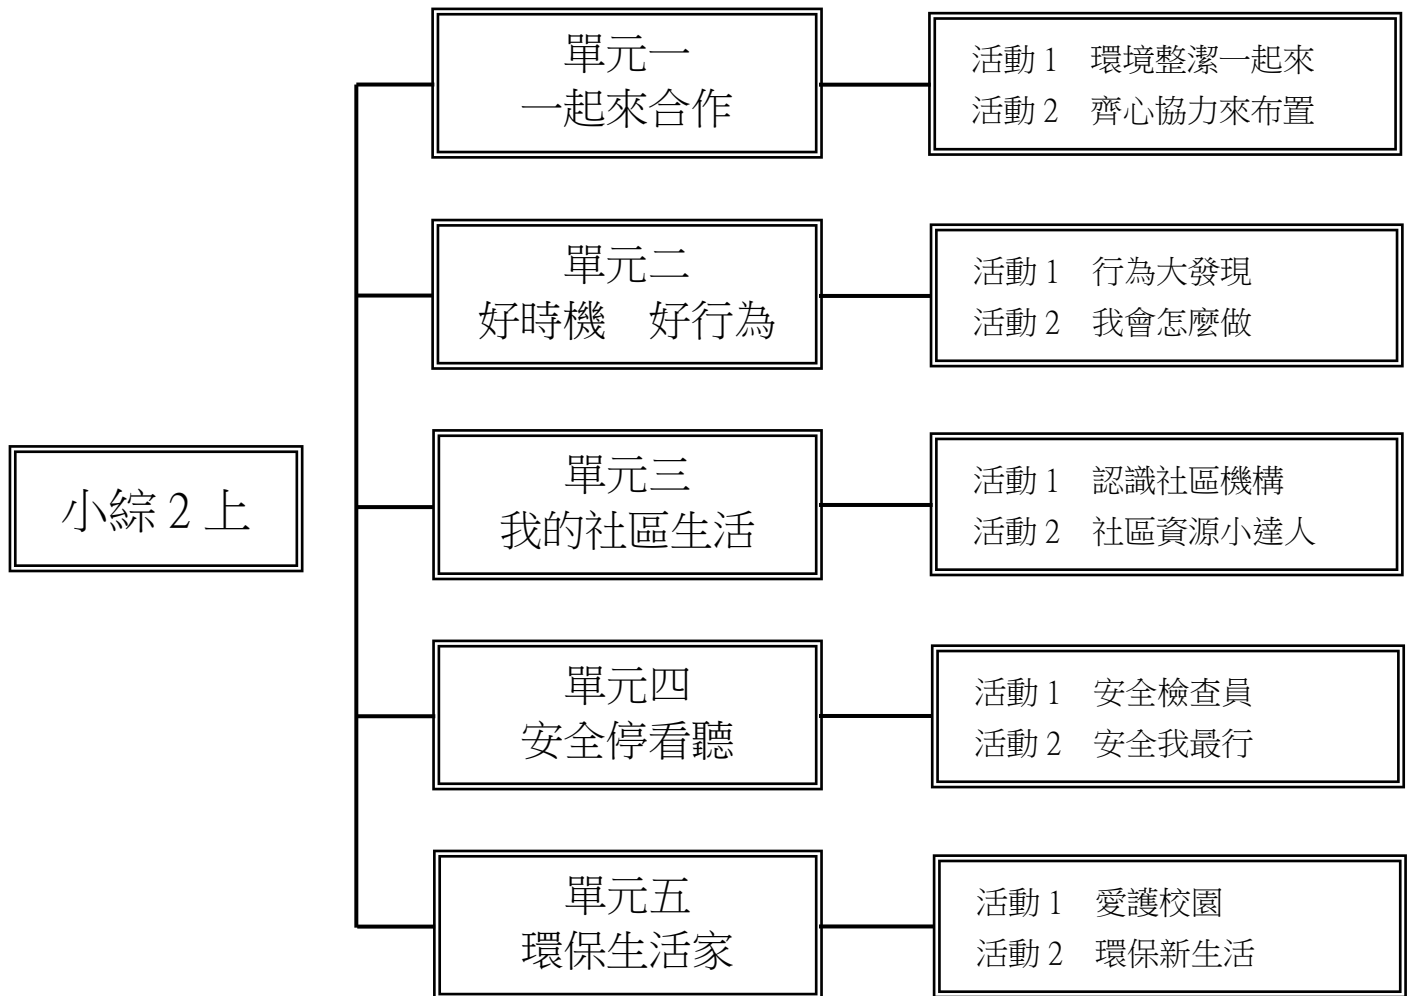 小綜 2 上
單元一
一起來合作
活動 1　環境整潔一起來
活動 2　齊心協力來布置
單元二
好時機　好行為
活動 1　行為大發現
活動 2　我會怎麼做
單元三
我的社區生活
活動 1　認識社區機構
活動 2　社區資源小達人
單元四
安全停看聽
活動 1　安全檢查員
活動 2　安全我最行
單元五
環保生活家
活動 1　愛護校園
活動 2　環保新生活